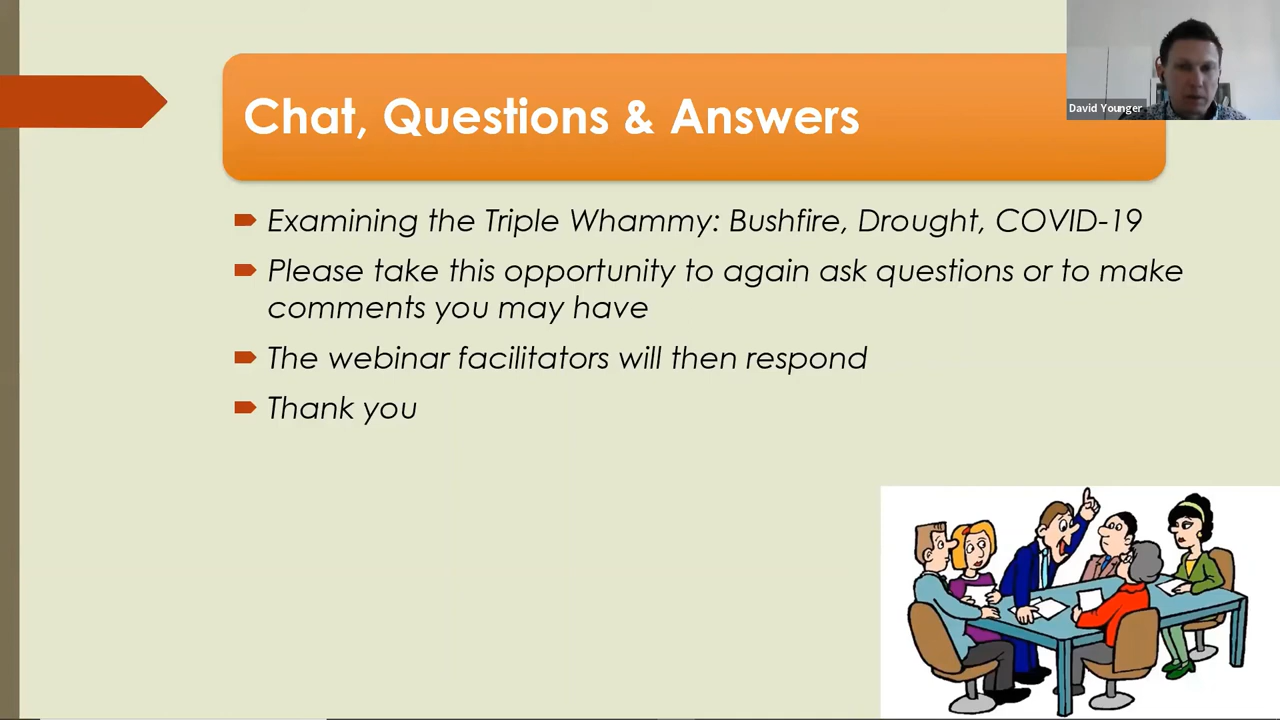 Chat, Questions & Answers
David Younger
Examining the Triple Whammy: Bushfire, Drought, COVID-19
Please take this opportunity to again ask questions or to make
comments you may have
The webinar facilitators will then respond
Thank you